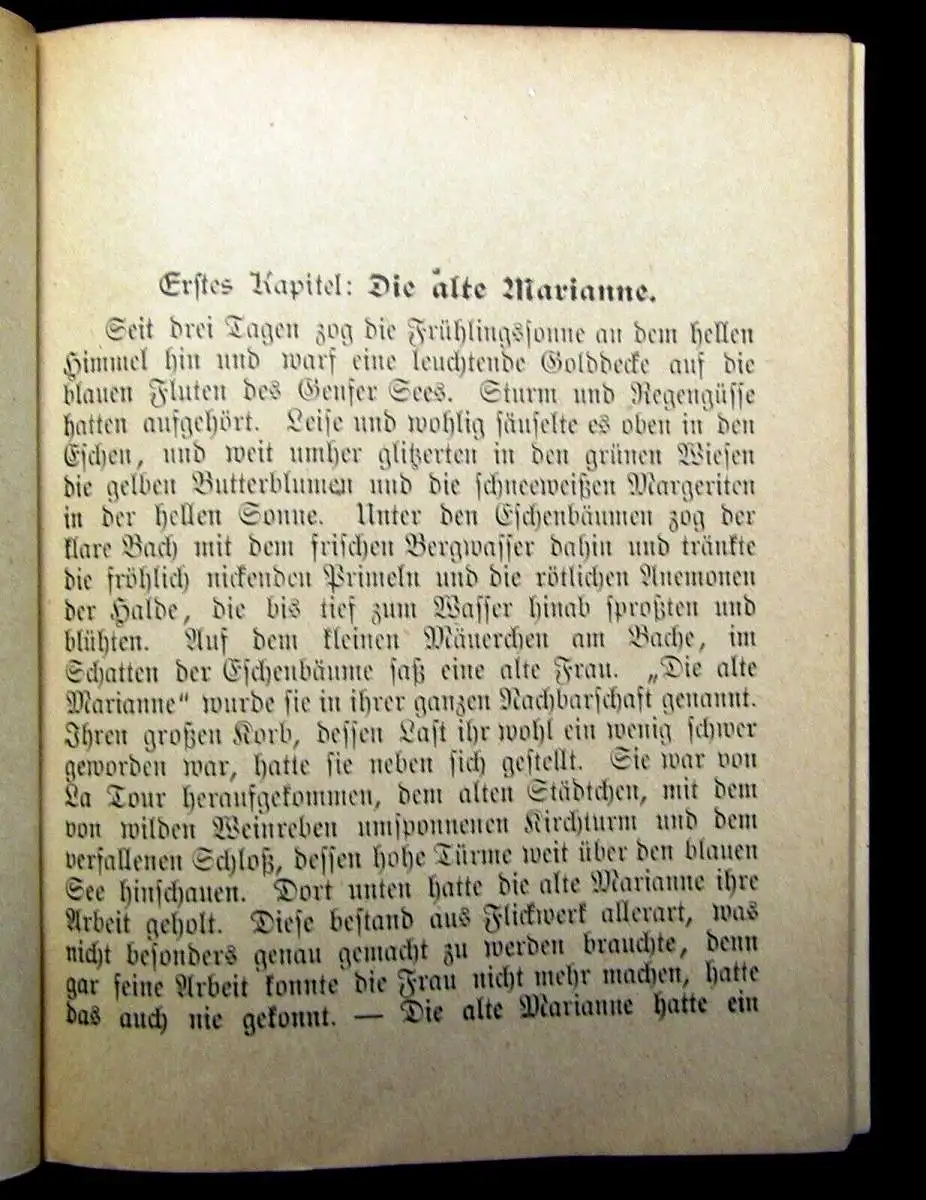 Erstes Kapitel: Die alte Marianne.
Seit drei Tagen zog die Frühlingssonne an dem hellen
Himmel hin und warf eine leuchtende Golddecke auf die
blauen Fluten des Genfer Sees. Sturm und Regengüsse
hatten aufgehört. Leise und wohlig säuselte es oben in den
Eschen, und weit umher glitzerten in den grünen Wiesen
die gelben Butterblumen und die schneeweißen Margeriten
in der hellen Sonne. Unter den Eschenbäumen zog der
klare Bach mit dem frischen Bergwasser dahin und tränkte
die fröhlich nickenden Primeln und die rötlichen Anemonen
der Halde, die bis tief zum Wasser hinab sproßten und
blühten. Auf dem kleinen Mäuerchen am Bache, im
Schatten der Eschenbäume saß eine alte Frau. „Die alte
Marianne“ wurde sie in ihrer ganzen Nachbarschaft genannt.
Ihren großen Korb, dessen Last ihr wohl ein wenig schwer
geworden war, hatte sie neben sich gestellt. Sie war von
La Tour heraufgekommen, dem alten Städtchen, mit dem
von wilden Weinreben umsponnenen Kirchturm und dem
verfallenen Schloß, dessen hohe Türme weit über den blauen
See hinschauen. Dort unten hatte die alte Marianne ihre
Arbeit geholt. Diese bestand aus Flickwerk allerart, was
nicht besonders genau gemacht zu werden brauchte, denn
gar feine Arbeit konnte die Frau nicht mehr machen, hatte
das auch nie gekonnt. — Die alte Marianne hatte ein